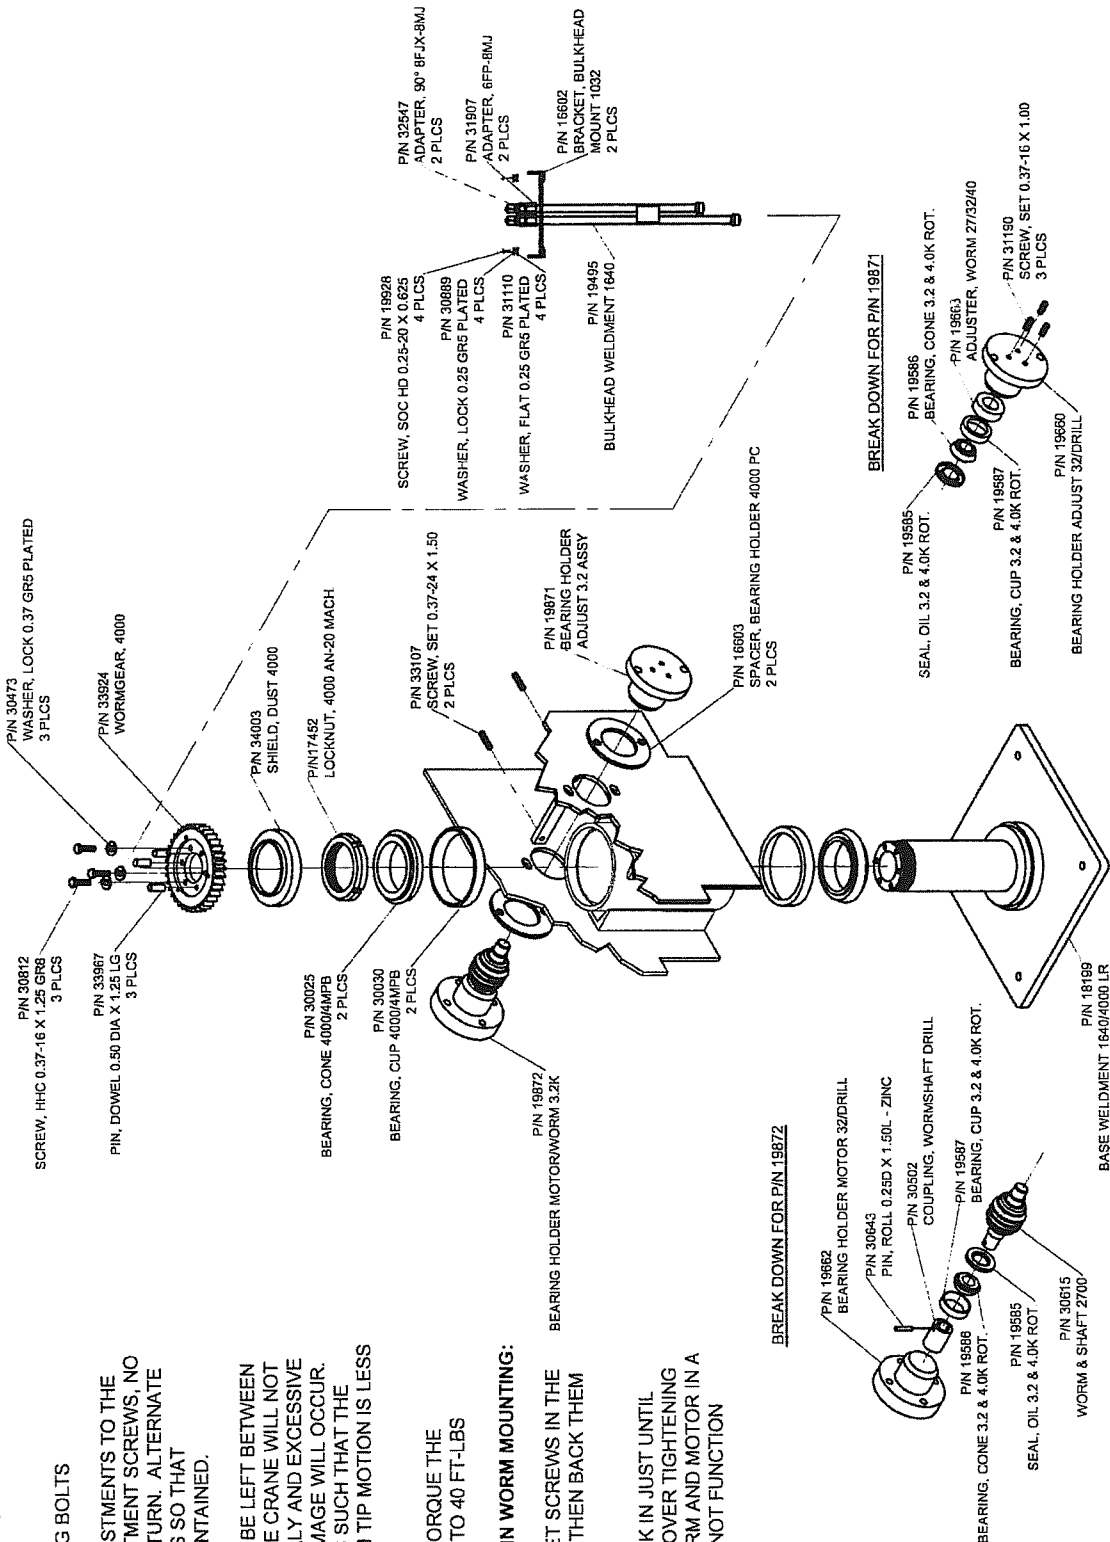 G BOLTS
STMENTS TO THE
TMENT SCREWS, NO
TURN. ALTERNATE
S SO THAT
NTAINED.
BE LEFT BETWEEN
E CRANE WILL NOT
LY AND EXCESSIVE
MAGE WILL OCCUR.
SUCH THAT THE
TIP MOTION IS LESS
ORQUE THE
TO 40 FT-LBS
IN WORM MOUNTING:
ET SCREWS IN THE
THEN BACK THEM
K IN JUST UNTIL
OVER TIGHTENING
RM AND MOTOR IN A
NOT FUNCTION
P/N 30812
SCREW, HHC 0.37-16 X 1.25 GR8
3 PLCS
P/N 33967
PIN, DOWEL 0.50 DIA X 1.25 LG
3 PLCS
P/N 30025
BEARING, CONE 4000/4MPB
2 PLCS
P/N 30030
BEARING, CUP 4000/4MPB
2 PLCS
P/N 19872
BEARING HOLDER MOTOR/WORM 3.2K
P/N 30473
WASHER, LOCK 0.37 GR5 PLATED
3 PLCS
P/N 33924
WORMGEAR, 4000
P/N 34003
SHIELD, DUST 4000
P/N17452
LOCKNUT, 4000 AN-20 MACH.
P/N 33107
SCREW, SET 0.37-24 X 1.50
2 PLCS
P/N 19871
BEARING HOLDER
ADJUST 3.2 ASSY
P/N 16603
SPACER, BEARING HOLDER 4000 PC
2 PLCS
P/N 19928
SCREW, SOC HD 0.25-20 X 0.625
4 PLCS
P/N 30889
WASHER, LOCK 0.25 GR5 PLATED
4 PLCS
P/N 31110
WASHER, FLAT 0.25 GR5 PLATED
4 PLCS
P/N 19495
BULKHEAD WELDMENT 1640
P/N 32547
ADAPTER, 90° 8FJX-8MJ
2 PLCS
P/N 31907
ADAPTER, 6FP-8MJ
2 PLCS
P/N 16602
BRACKET, BULKHEAD
MOUNT 1032
2 PLCS
BREAK DOWN FOR P/N 19872
P/N 19662
BEARING HOLDER MOTOR 32/DRILL
P/N 30643
PIN, ROLL 0.25D X 1.50L - ZINC
P/N 30502
COUPLING, WORMSHAFT DRILL
P/N 19587
BEARING, CUP 3.2 & 4.0K ROT.
P/N 19586
BEARING, CONE 3.2 & 4.0K ROT.
P/N 19585
SEAL, OIL 3.2 & 4.0K ROT
P/N 30615
WORM & SHAFT 2700
P/N 18199
BASE WELDMENT 1640/4000 LR
BREAK DOWN FOR P/N 19871
P/N 19585
SEAL, OIL 3.2 & 4.0K ROT.
P/N 19586
BEARING, CONE 3.2 & 4.0K ROT.
P/N 19663
ADJUSTER, WORM 27/32/40
P/N 31190
SCREW, SET 0.37-16 X 1.00
3 PLCS
P/N 19587
BEARING, CUP 3.2 & 4.0K ROT.
P/N 19660
BEARING HOLDER ADJUST 32/DRILL